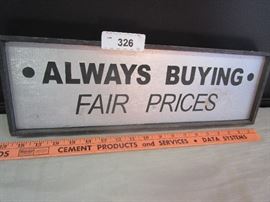 326
• ALWAYS BUYING •
FAIR PRICES
CEMENT PRODUCTS and SERVICES • DATA SYSTEMS